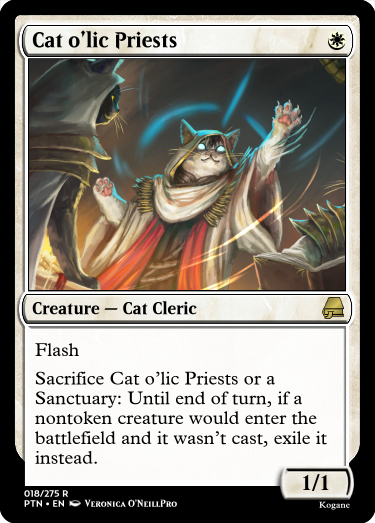 Cat o'lic Priests
Creature — Cat Cleric
Flash
Sacrifice Cat o'lic Priests or a
Sanctuary: Until end of turn, if a
nontoken creature would enter the
battlefield and it wasn't cast, exile it
instead.
1/1
018/275 R
PTN • EN Veronica O'NeillPro
Kogane